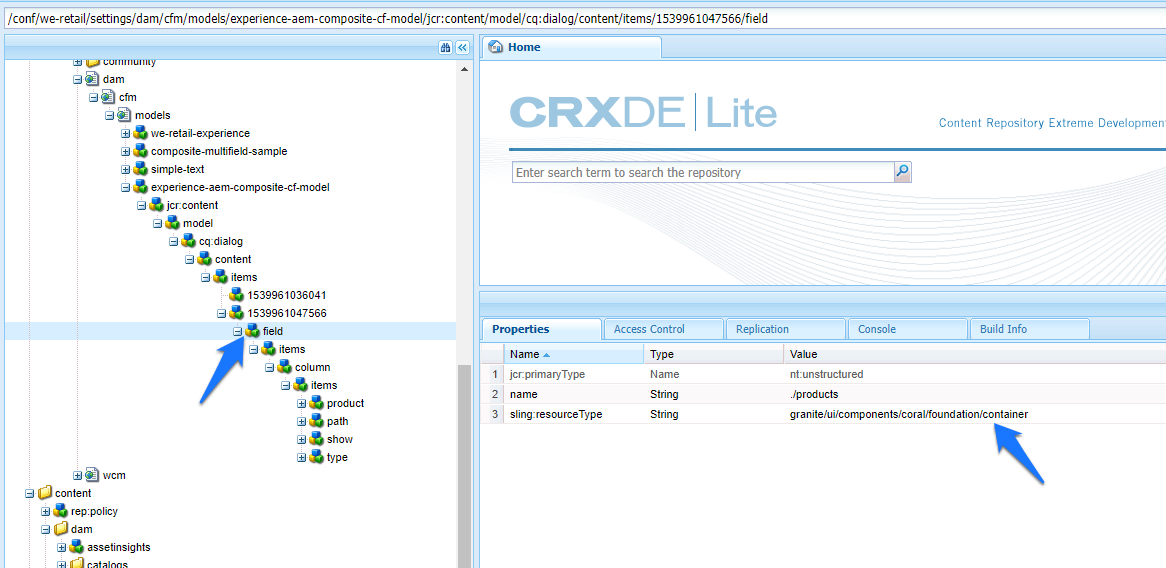 /conf/we-retail/settings/dam/cfm/models/experience-aem-composite-cf-model/jcr:content/model/cq:dialog/content/items/1539961047566/field
community
dam
cfm
models
we-retail-experience
composite-multifield-sample
simple-text
experience-aem-composite-cf-model
jcr:content
model
cq:dialog
content
items
1539961036041
1539961047566
field
items
column
items
product
path
show
type
wcm
content
rep:policy
dam
assetinsights
catalogs
Home
CRXDE Lite
Content Repository Extreme Developmen
Enter search term to search the repository
Properties Access Control Replication Console Build Info
Name Type Value
1 jcr:primaryType Name nt:unstructured
2 name String ./products
3 sling:resourceType String granite/ui/components/coral/foundation/container